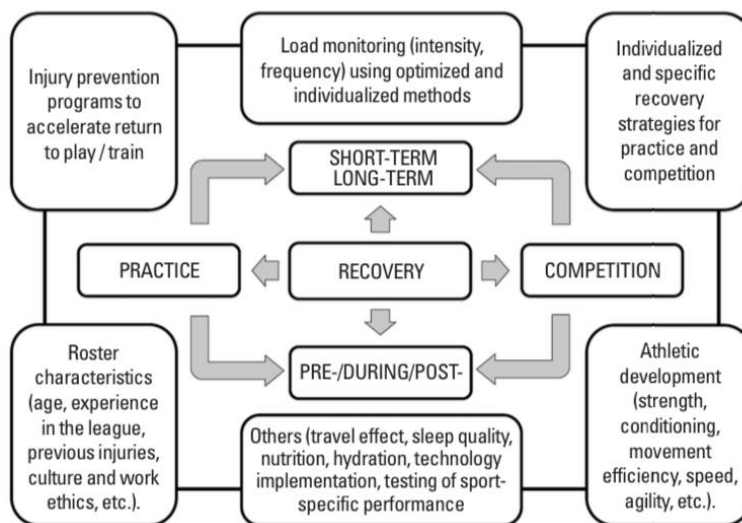 Injury prevention
programs to
accelerate return
to play / train
Load monitoring (intensity,
frequency) using optimized and
individualized methods
Individualized
and specific
recovery
strategies for
practice and
competition
SHORT-TERM
LONG-TERM
PRACTICE
RECOVERY
COMPETITION
PRE-/DURING/POST-
Roster
characteristics
(age, experience
in the league,
previous injuries,
culture and work
ethics, etc.).
Others (travel effect, sleep quality,
nutrition, hydration, technology
implementation, testing of sport-
specific performance
Athletic
development
(strength,
conditioning,
movement
efficiency, speed,
agility, etc.).